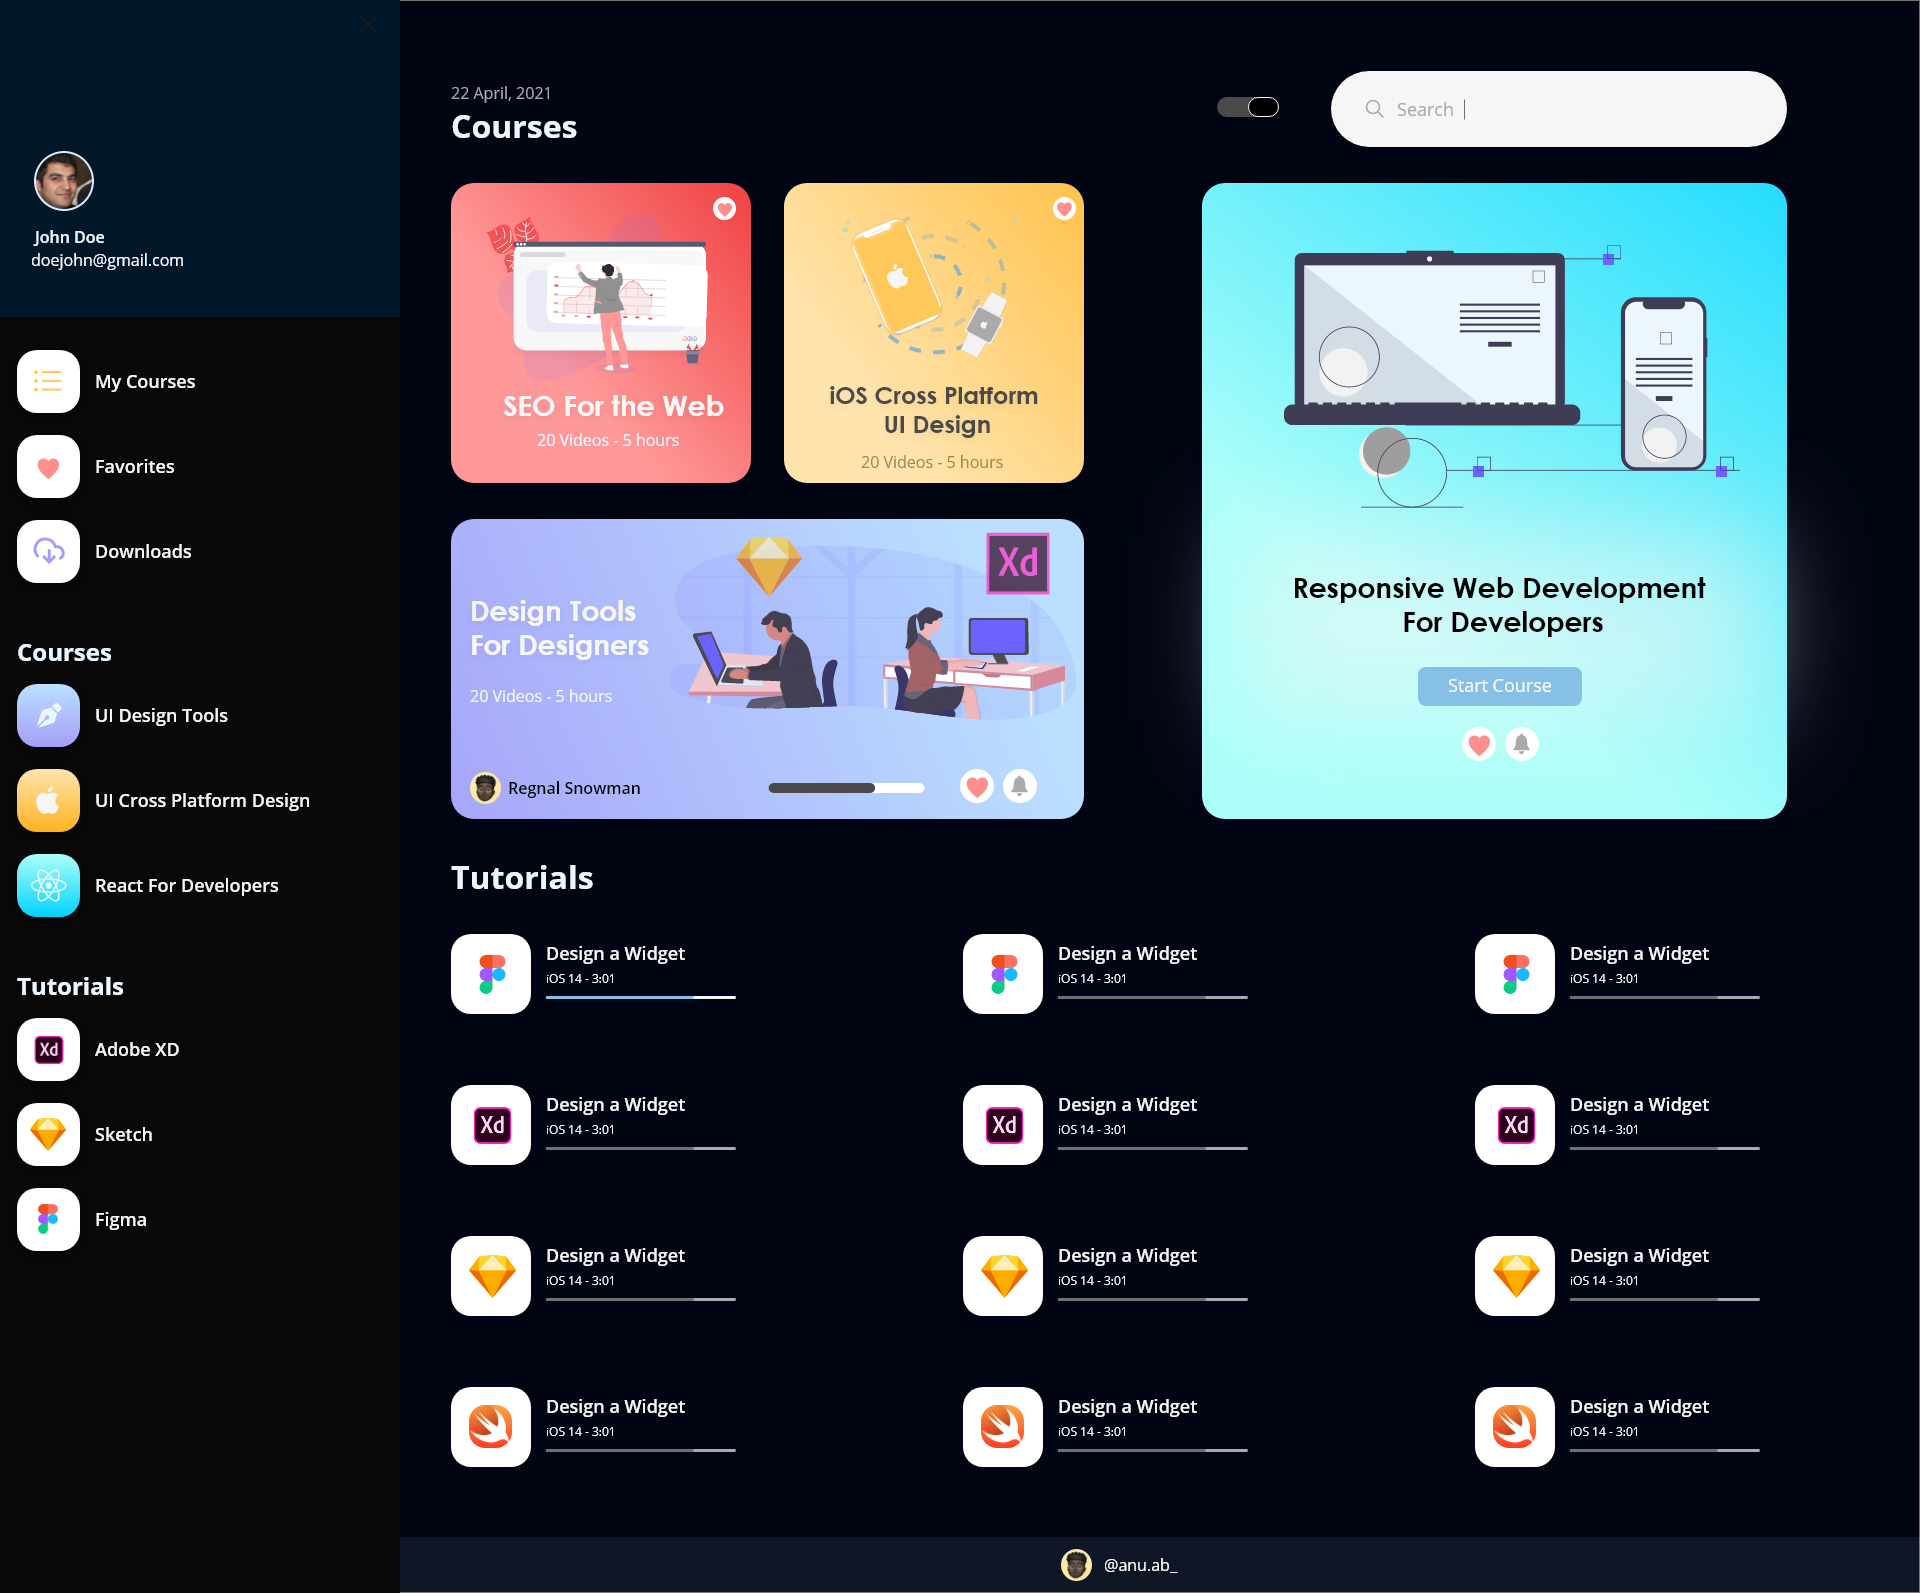 John Doe
doejohn@gmail.com
My Courses
Favorites
Downloads
Courses
UI Design Tools
UI Cross Platform Design
React For Developers
Tutorials
Xd
Adobe XD
Sketch
Figma
22 April, 2021
Courses
Search
SEO For the Web
20 Videos - 5 hours
iOS Cross Platform
UI Design
20 Videos - 5 hours
Responsive Web Development
For Developers
Start Course
Xd
Design Tools
For Designers
20 Videos - 5 hours
Regnal Snowman
Tutorials
Design a Widget
iOS 14 - 3:01
Design a Widget
iOS 14 - 3:01
Design a Widget
iOS 14 - 3:01
Xd
Design a Widget
iOS 14 - 3:01
Xd
Design a Widget
iOS 14 - 3:01
Xd
Design a Widget
iOS 14 - 3:01
Design a Widget
iOS 14 - 3:01
Design a Widget
iOS 14 - 3:01
Design a Widget
iOS 14 - 3:01
Design a Widget
iOS 14 - 3:01
Design a Widget
iOS 14 - 3:01
Design a Widget
iOS 14 - 3:01
@anu.ab_